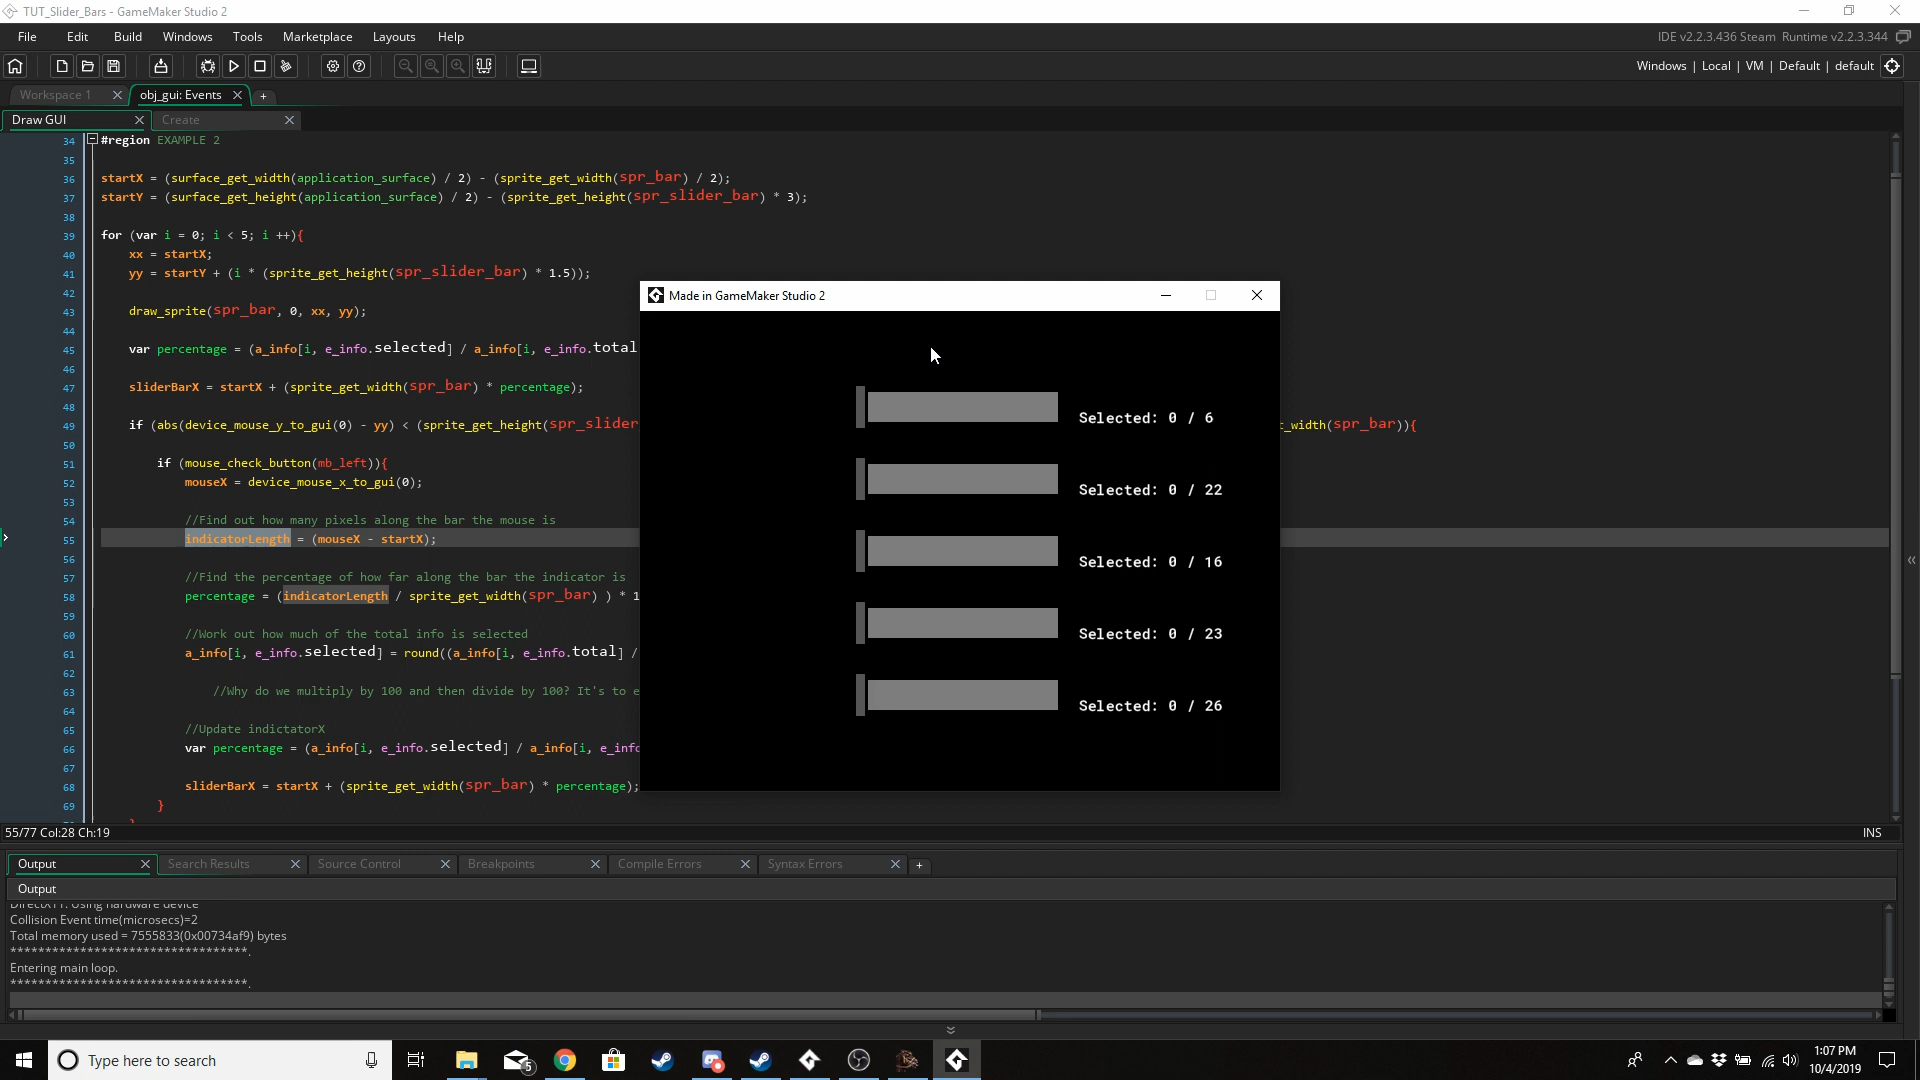 TUT_Slider_Bars - GameMaker Studio 2
File Edit Build Windows Tools Marketplace Layouts Help
IDE v2.2.3.436 Steam Runtime v2.2.3.344
Windows | Local | VM | Default | default
Workspace 1
obj_gui: Events
+
Draw GUI
Create
34 #region EXAMPLE 2
35
36 startX = (surface_get_width(application_surface) / 2) - (sprite_get_width(spr_bar) / 2);
37 startY = (surface_get_height(application_surface) / 2) - (sprite_get_height(spr_slider_bar) * 3);
38
39 for (var i = 0; i < 5; i ++){
40 xx = startX;
41 yy = startY + (i * (sprite_get_height(spr_slider_bar) * 1.5));
42
43 draw_sprite(spr_bar, 0, xx, yy);
44
45 var percentage = (a_info[i, e_info.selected] / a_info[i, e_info.total
46
47 sliderBarX = startX + (sprite_get_width(spr_bar) * percentage);
48
49 if (abs(device_mouse_y_to_gui(0) - yy) < (sprite_get_height(spr_slider _width(spr_bar)){
50
51 if (mouse_check_button(mb_left)){
52 mouseX = device_mouse_x_to_gui(0);
53
54 //Find out how many pixels along the bar the mouse is
55 indicatorLength = (mouseX - startX);
56
57 //Find the percentage of how far along the bar the indicator is
58 percentage = (indicatorLength / sprite_get_width(spr_bar) ) * 1
59
60 //Work out how much of the total info is selected
61 a_info[i, e_info.selected] = round((a_info[i, e_info.total] /
62
63 //Why do we multiply by 100 and then divide by 100? It's to e
64
65 //Update indictatorX
66 var percentage = (a_info[i, e_info.selected] / a_info[i, e_info
67
68 sliderBarX = startX + (sprite_get_width(spr_bar) * percentage);
69 }
Made in GameMaker Studio 2
Selected: 0 / 6
Selected: 0 / 22
Selected: 0 / 16
Selected: 0 / 23
Selected: 0 / 26
55/77 Col:28 Ch:19
INS
Output
Search Results
Source Control
Breakpoints
Compile Errors
Syntax Errors
+
Output
DirectX11: Using hardware device
Collision Event time(microsecs)=2
Total memory used = 7555833(0x00734af9) bytes
**********************************.
Entering main loop.
**********************************.
Type here to search
5
1:07 PM
10/4/2019